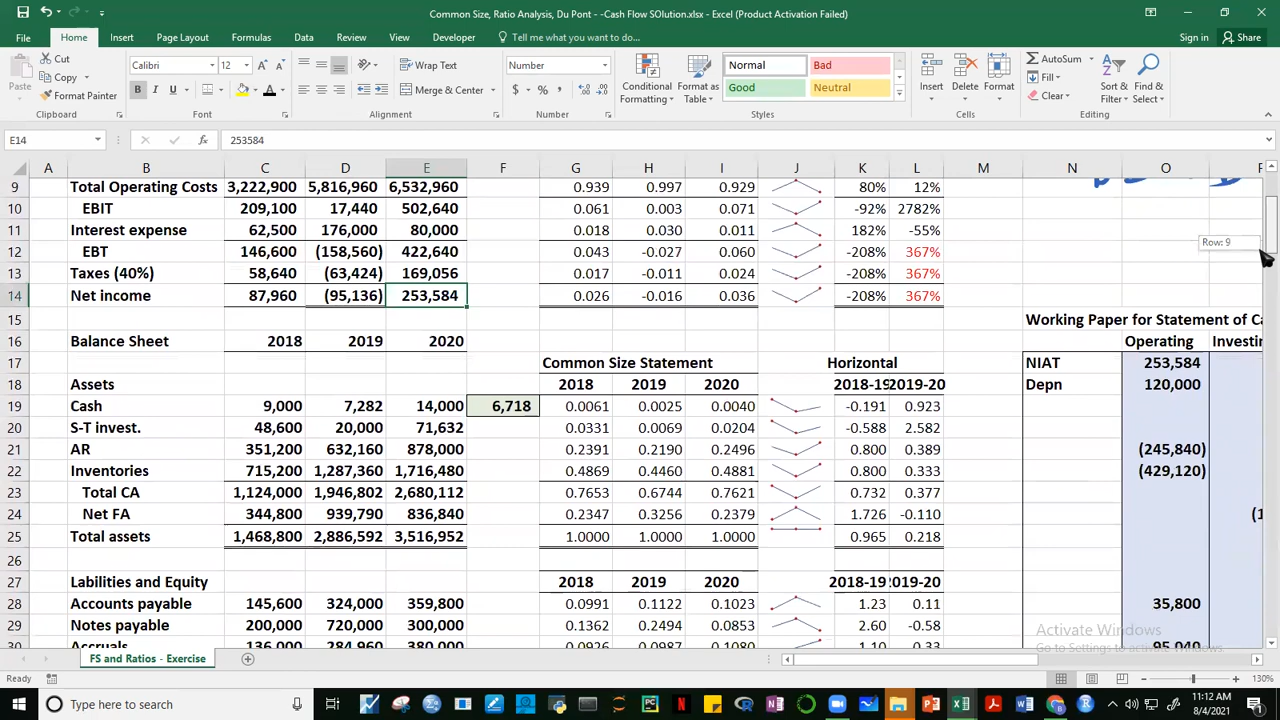 Common Size, Ratio Analysis, Du Pont - -Cash Flow SOlution.xlsx - Excel (Product Activation Failed)
File Home Insert Page Layout Formulas Data Review View Developer Tell me what you want to do... Sign in Share
Cut Calibri 12 Wrap Text Number Normal Bad AutoSum
Copy Fill
Paste Format Painter B I U Merge & Center $ % Conditional Formatting Format as Table Good Neutral Insert Delete Format Clear Sort & Filter Find & Select
Clipboard Font Alignment Number Styles Cells Editing
E14 253584
A B C D E F G H I J K L M N O P
9 Total Operating Costs 3,222,900 5,816,960 6,532,960 0.939 0.997 0.929 80% 12%
10 EBIT 209,100 17,440 502,640 0.061 0.003 0.071 -92% 2782%
11 Interest expense 62,500 176,000 80,000 0.018 0.030 0.011 182% -55%
Row: 9
12 EBT 146,600 (158,560) 422,640 0.043 -0.027 0.060 -208% 367%
13 Taxes (40%) 58,640 (63,424) 169,056 0.017 -0.011 0.024 -208% 367%
14 Net income 87,960 (95,136) 253,584 0.026 -0.016 0.036 -208% 367%
15 Working Paper for Statement of Ca
16 Balance Sheet 2018 2019 2020 Operating Investin
17 Common Size Statement Horizontal NIAT 253,584
18 Assets 2018 2019 2020 2018-19 2019-20 Depn 120,000
19 Cash 9,000 7,282 14,000 6,718 0.0061 0.0025 0.0040 -0.191 0.923
20 S-T invest. 48,600 20,000 71,632 0.0331 0.0069 0.0204 -0.588 2.582
21 AR 351,200 632,160 878,000 0.2391 0.2190 0.2496 0.800 0.389 (245,840)
22 Inventories 715,200 1,287,360 1,716,480 0.4869 0.4460 0.4881 0.800 0.333 (429,120)
23 Total CA 1,124,000 1,946,802 2,680,112 0.7653 0.6744 0.7621 0.732 0.377
24 Net FA 344,800 939,790 836,840 0.2347 0.3256 0.2379 1.726 -0.110 (1
25 Total assets 1,468,800 2,886,592 3,516,952 1.0000 1.0000 1.0000 0.965 0.218
26
27 Labilities and Equity 2018 2019 2020 2018-19 2019-20
28 Accounts payable 145,600 324,000 359,800 0.0991 0.1122 0.1023 1.23 0.11 35,800
29 Notes payable 200,000 720,000 300,000 0.1362 0.2494 0.0853 2.60 -0.58
Activate Windows
30 Accruals 136,000 284,960 380,000 0.0926 0.0987 0.1080 1.10 0.33 95,040
Go to Settings to activate Windows.
FS and Ratios - Exercise
Ready 130%
Type here to search 11:12 AM
8/4/2021